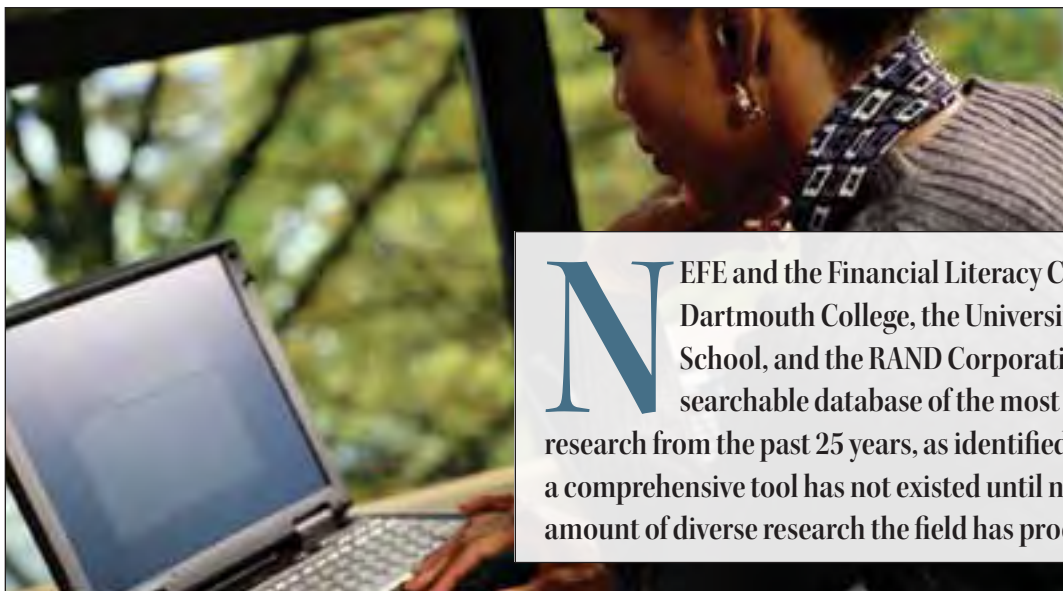 NEFE and the Financial Literacy C
Dartmouth College, the Universi
School, and the RAND Corporati
searchable database of the most
research from the past 25 years, as identified
a comprehensive tool has not existed until n
amount of diverse research the field has proc